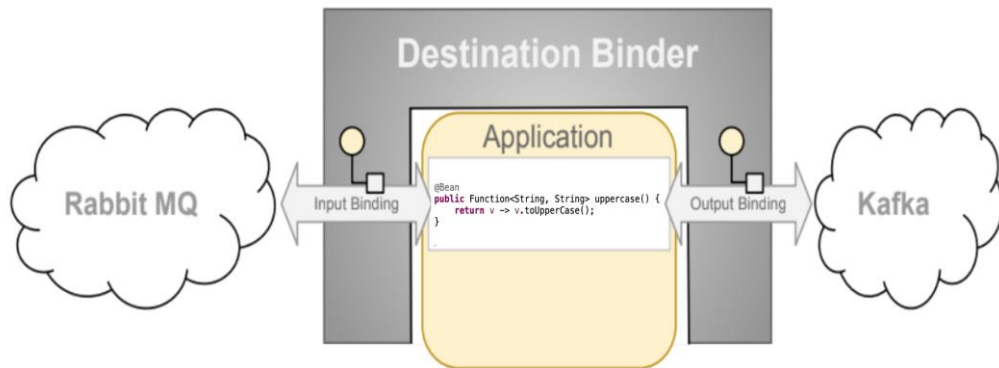 Destination Binder
Application
Rabbit MQ
Input Binding
@Bean
public Function<String, String> uppercase() {
    return v -> v.toUpperCase();
}
Output Binding
Kafka